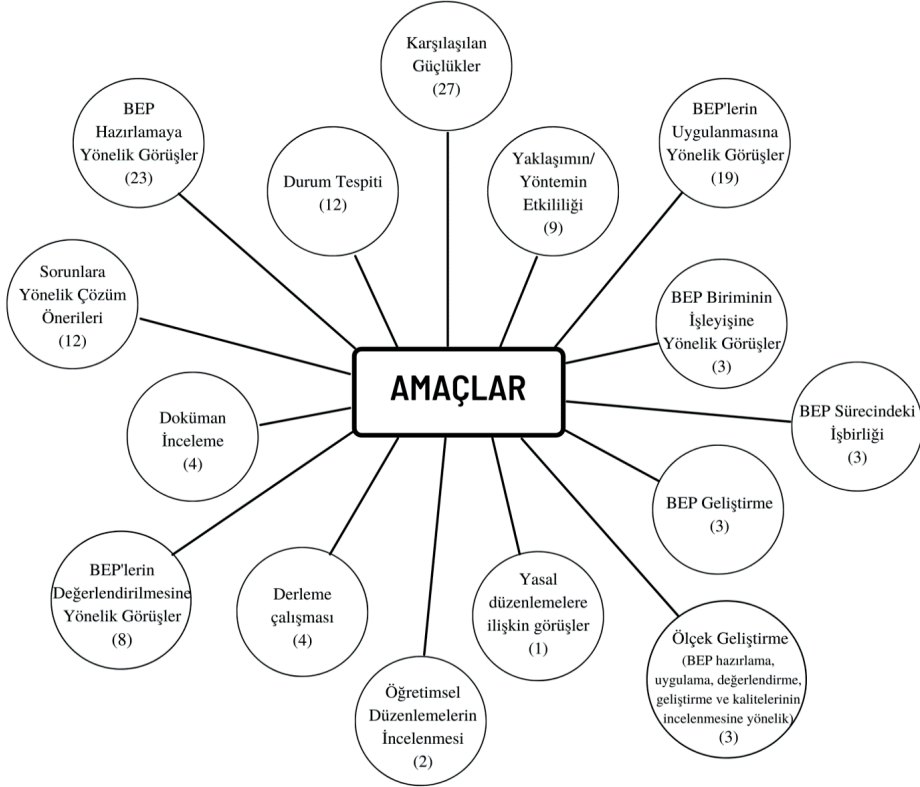 Karşılaşılan
Güçlükler
(27)
BEP
Hazırlamaya
Yönelik Görüşler
(23)
Durum Tespiti
(12)
Yaklaşımın/
Yöntemin
Etkililiği
(9)
BEP'lerin
Uygulanmasına
Yönelik Görüşler
(19)
Sorunlara
Yönelik Çözüm
Önerileri
(12)
BEP Biriminin
İşleyişine
Yönelik Görüşler
(3)
AMAÇLAR
Doküman
İnceleme
(4)
BEP Sürecindeki
İşbirliği
(3)
BEP Geliştirme
(3)
BEP'lerin
Değerlendirilmesine
Yönelik Görüşler
(8)
Derleme
çalışması
(4)
Yasal
düzenlemelere
ilişkin görüşler
(1)
Öğretimsel
Düzenlemelerin
İncelenmesi
(2)
Ölçek Geliştirme
(BEP hazırlama,
uygulama, değerlendirme,
geliştirme ve kalitelerinin
incelenmesine yönelik)
(3)